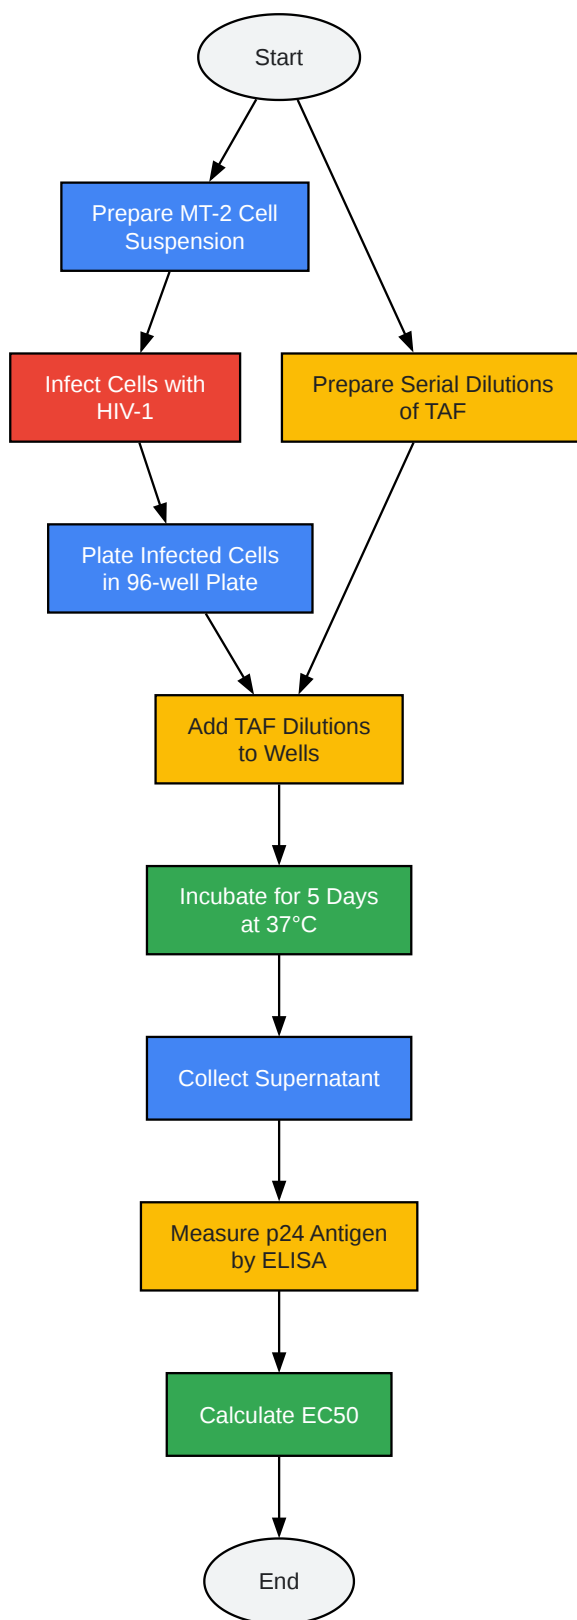 Start
Prepare MT-2 Cell
Suspension
Infect Cells with
HIV-1
Prepare Serial Dilutions
of TAF
Plate Infected Cells
in 96-well Plate
Add TAF Dilutions
to Wells
Incubate for 5 Days
at 37°C
Collect Supernatant
Measure p24 Antigen
by ELISA
Calculate EC50
End